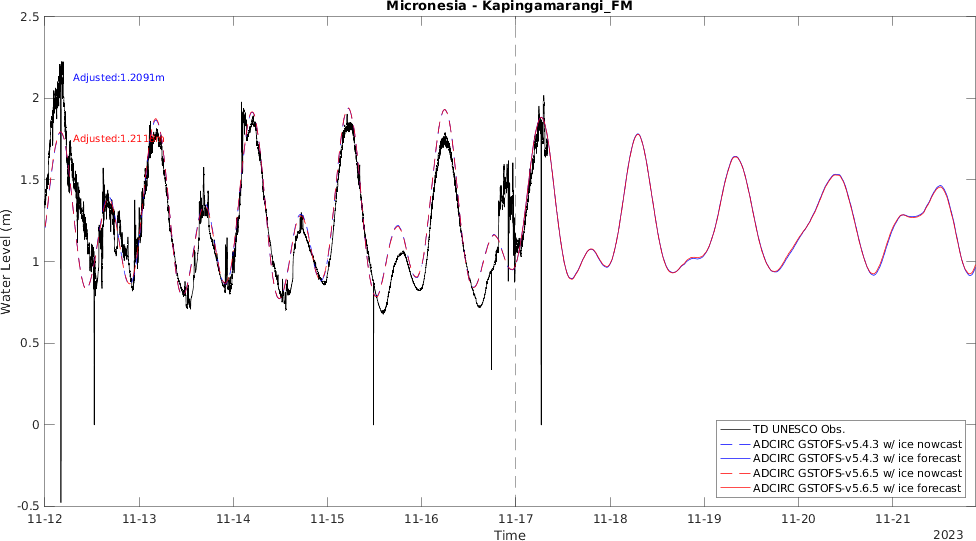 Micronesia - Kapingamarangi_FM
2.5
2
1.5
1
0.5
0
-0.5
Water Level (m)
Adjusted:1.2091m
11-12
11-13
11-14
11-15
11-16
11-17
11-18
11-19
11-20
11-21
Time
2023
TD UNESCO Obs.
ADCIRC GSTOFS-v5.4.3 w/ ice nowcast
ADCIRC GSTOFS-v5.4.3 w/ ice forecast
ADCIRC GSTOFS-v5.6.5 w/ ice nowcast
ADCIRC GSTOFS-v5.6.5 w/ ice forecast